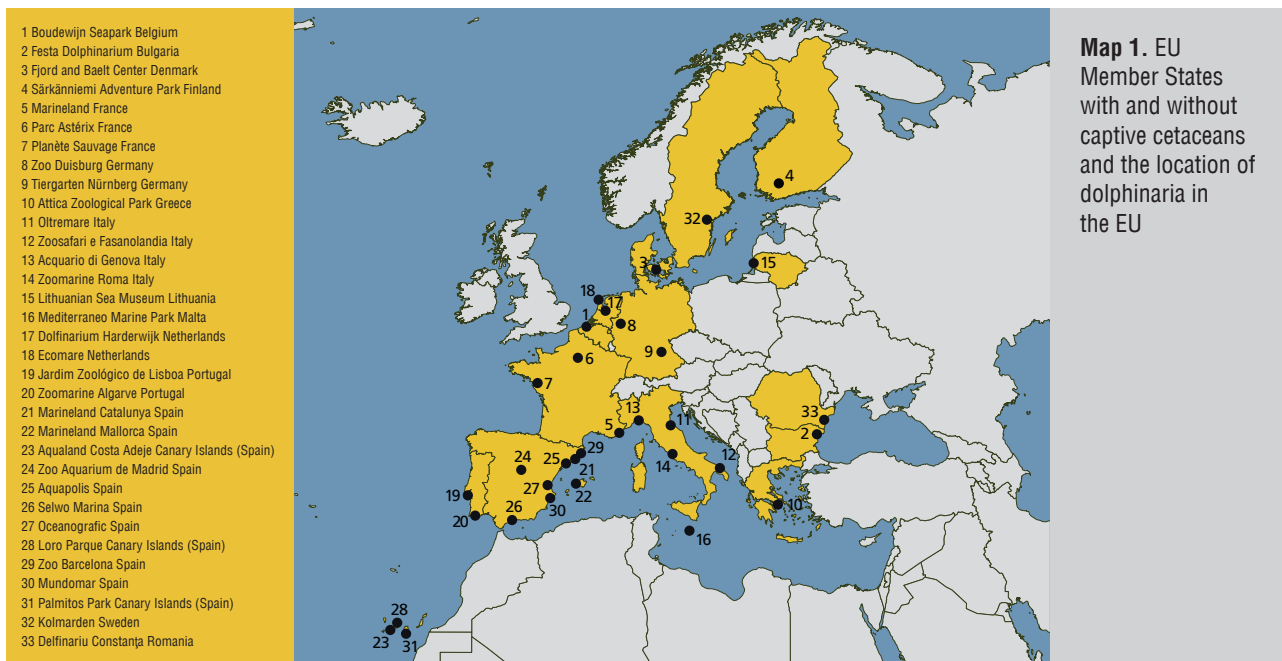 1 Boudewijn Seapark Belgium
2 Festa Dolphinarium Bulgaria
3 Fjord and Baelt Center Denmark
4 Särkänniemi Adventure Park Finland
5 Marineland France
6 Parc Astérix France
7 Planète Sauvage France
8 Zoo Duisburg Germany
9 Tiergarten Nürnberg Germany
10 Attica Zoological Park Greece
11 Oltremare Italy
12 Zoosafari e Fasanolandia Italy
13 Acquario di Genova Italy
14 Zoomarine Roma Italy
15 Lithuanian Sea Museum Lithuania
16 Mediterraneo Marine Park Malta
17 Dolfinarium Harderwijk Netherlands
18 Ecomare Netherlands
19 Jardim Zoológico de Lisboa Portugal
20 Zoomarine Algarve Portugal
21 Marineland Catalunya Spain
22 Marineland Mallorca Spain
23 Aqualand Costa Adeje Canary Islands (Spain)
24 Zoo Aquarium de Madrid Spain
25 Aquapolis Spain
26 Selwo Marina Spain
27 Oceanografic Spain
28 Loro Parque Canary Islands (Spain)
29 Zoo Barcelona Spain
30 Mundomar Spain
31 Palmitos Park Canary Islands (Spain)
32 Kolmarden Sweden
33 Delfinariu Constanţa Romania
4
32
3
15
18
17
1
8
9
6
7
13
33
5
11
2
29
24
25
14
12
21
27
22
19
30
10
26
20
16
28
23
31
Map 1. EU
Member States
with and without
captive cetaceans
and the location of
dolphinaria in
the EU